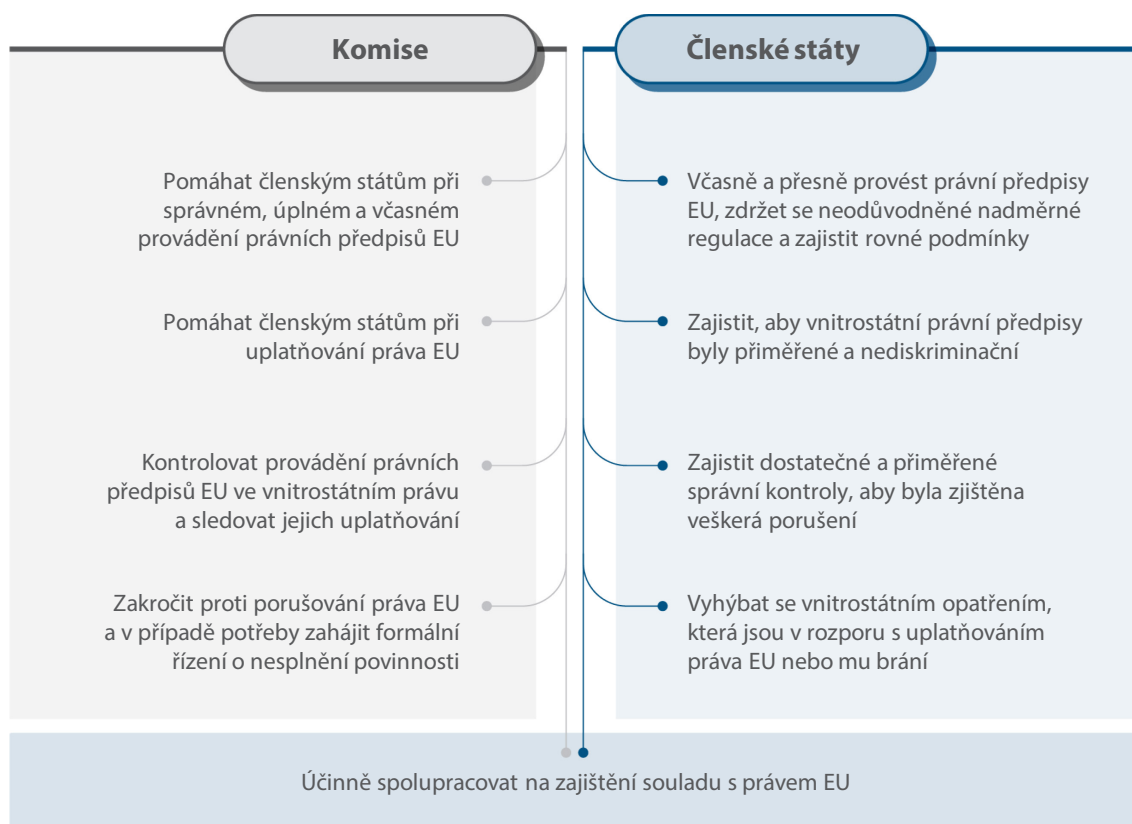 Komise
Pomáhat členským státům při
správném, úplném a včasném
provádění právních předpisů EU
Pomáhat členským státům při
uplatňování práva EU
Kontrolovat provádění právních
předpisů EU ve vnitrostátním právu
a sledovat jejich uplatňování
Zakročit proti porušování práva EU
a v případě potřeby zahájit formální
řízení o nesplnění povinnosti
Členské státy
Včasně a přesně provést právní předpisy
EU, zdržet se neodůvodněné nadměrné
regulace a zajistit rovné podmínky
Zajistit, aby vnitrostátní právní předpisy
byly přiměřené a nediskriminační
Zajistit dostatečné a přiměřené
správní kontroly, aby byla zjištěna
veškerá porušení
Vyhýbat se vnitrostátním opatřením,
která jsou v rozporu s uplatňováním
práva EU nebo mu brání
Účinně spolupracovat na zajištění souladu s právem EU